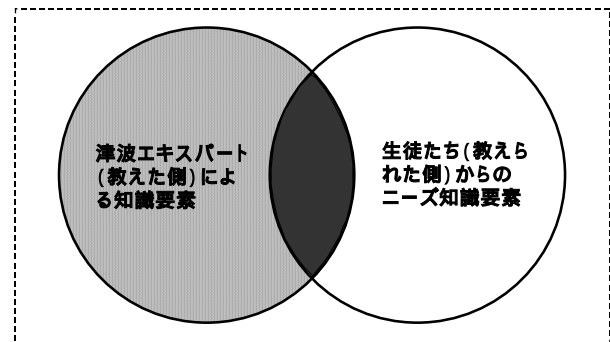 津波エキスパート
(教えた側)によ
る知識要素
生徒たち(教えら
れた側)からの
ニーズ知識要素